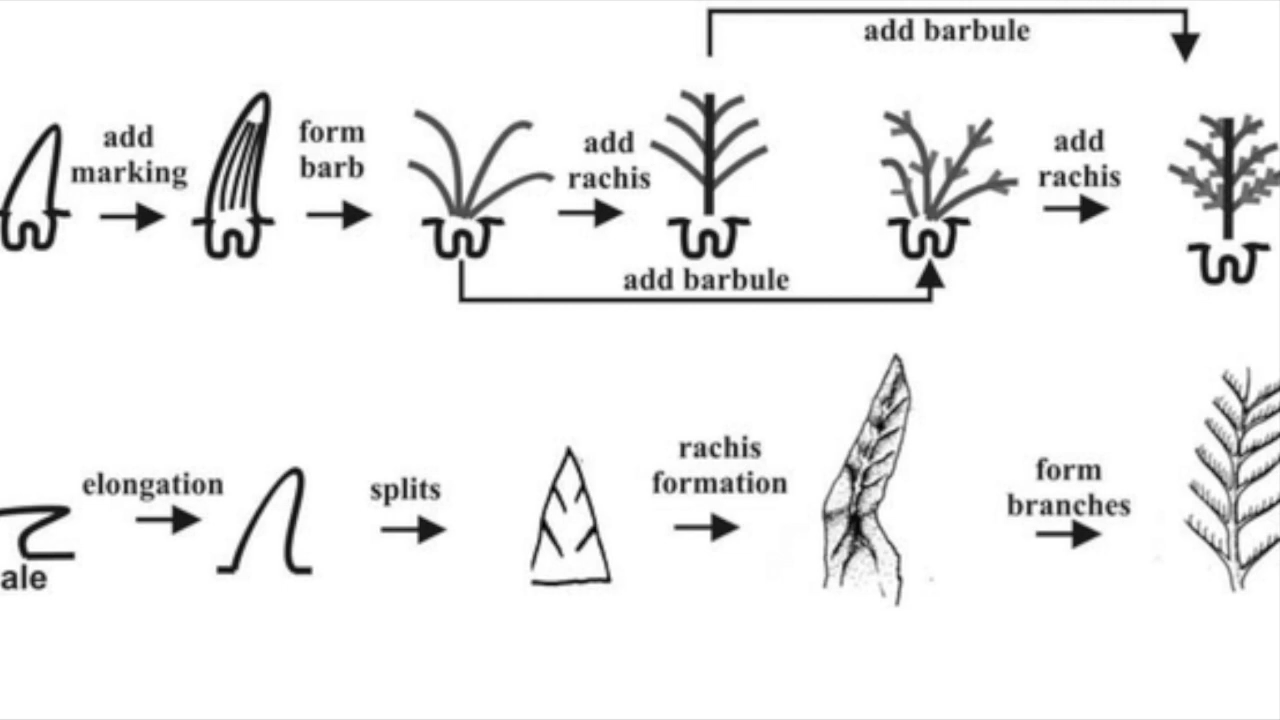 add barbule
add
marking
form
barb
add
rachis
add
rachis
add barbule
elongation
splits
rachis
formation
form
branches
ale